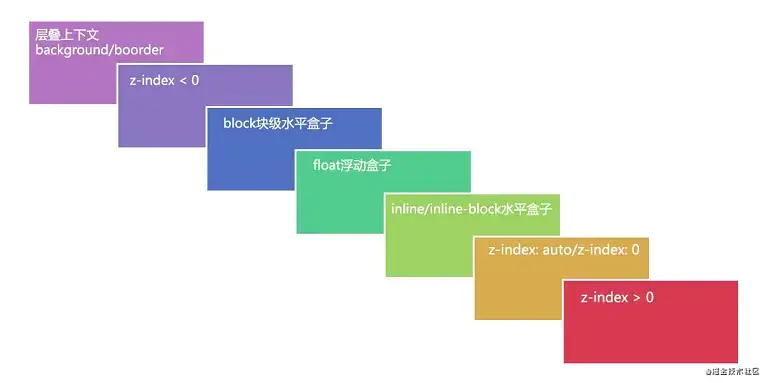 层叠上下文
background/boorder
z-index < 0
block块级水平盒子
float浮动盒子
inline/inline-block水平盒子
z-index: auto/z-index: 0
z-index > 0
@掘金技术社区